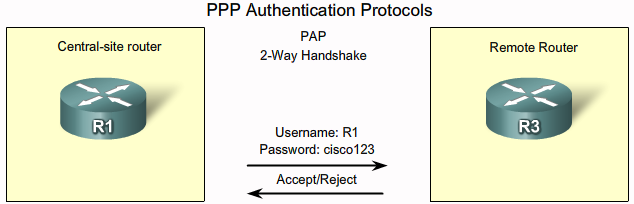 PPP Authentication Protocols
Central-site router
PAP
2-Way Handshake
Remote Router
R1
R3
Username: R1
Password: cisco123
Accept/Reject